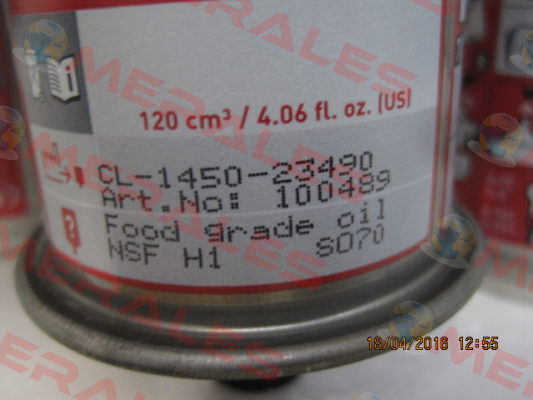 120 cm³ / 4.06 fl. oz. (US)
CL-1450-23490
Art.No: 100489
Food grade oil
NSF H1 SO70
18/04/2016 12:55
MERALES